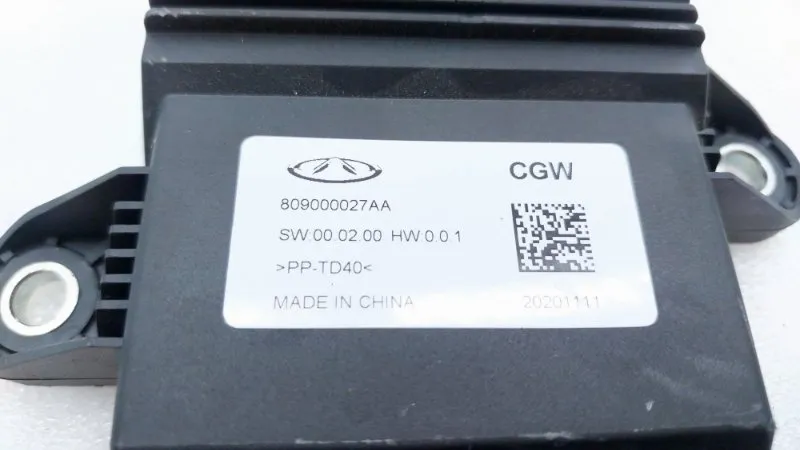 CGW
809000027AA
SW:00.02.00 HW:0.0.1
>PP-TD40<
MADE IN CHINA 20201111